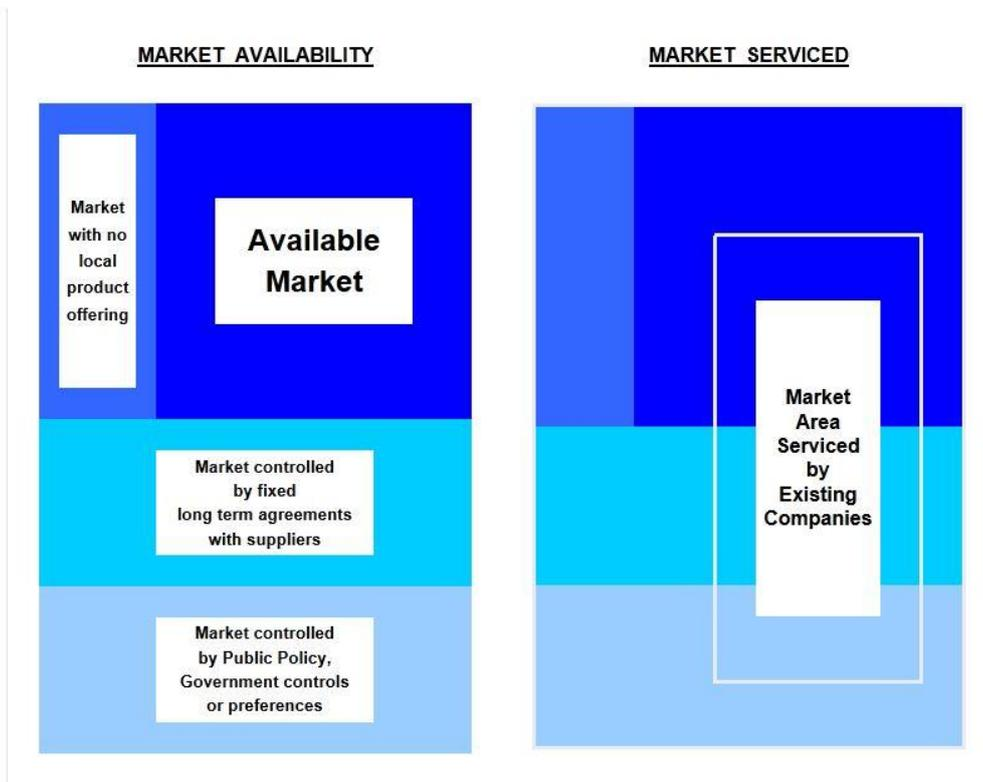 MARKET AVAILABILITY
Market
with no
local
product
offering
Available
Market
Market controlled
by fixed
long term agreements
with suppliers
Market controlled
by Public Policy,
Government controls
or preferences
MARKET SERVICED
Market
Area
Serviced
by
Existing
Companies